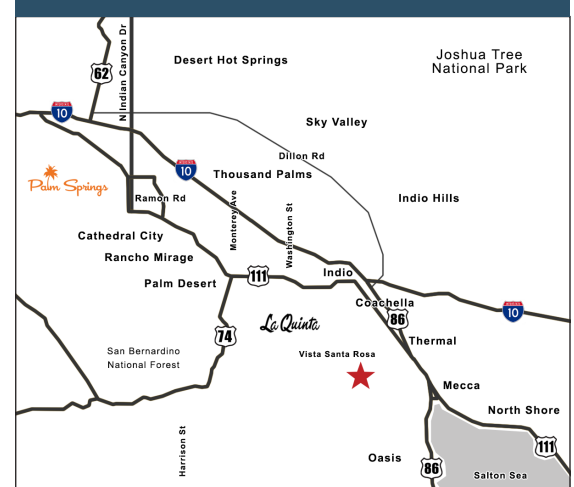 N Indian Canyon Dr
Desert Hot Springs
Joshua Tree
National Park
62
10
Sky Valley
Dillon Rd
10
Thousand Palms
Palm Springs
Ramon Rd
Monterey Ave
Washington St
Indio Hills
Cathedral City
Rancho Mirage
Palm Desert
111
Indio
Coachella
10
86
La Quinta
74
Thermal
San Bernardino
National Forest
Vista Santa Rosa
Mecca
North Shore
Harrison St
Oasis
86
111
Salton Sea